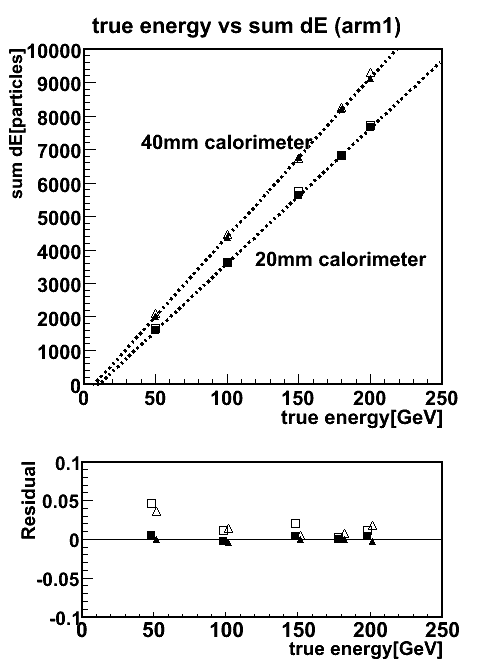 true energy vs sum dE (arm1)
sum dE[particles]
10000
9000
8000
7000
6000
5000
4000
3000
2000
1000
0
40mm calorimeter
20mm calorimeter
0 50 100 150 200 250
true energy[GeV]
Residual
0.1
0.05
0
-0.05
-0.1
0 50 100 150 200 250
true energy[GeV]